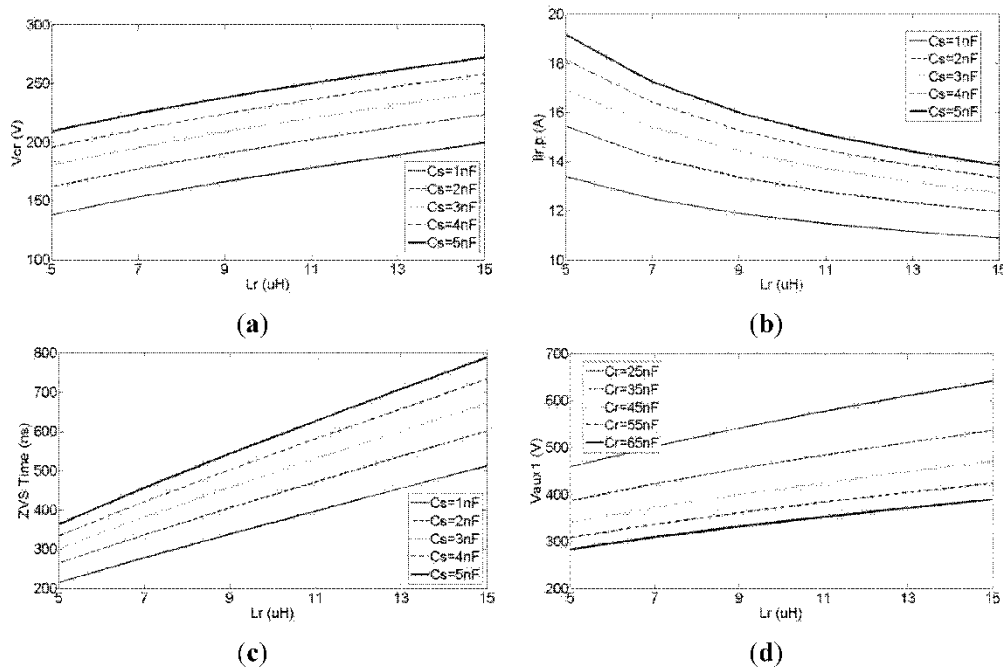 300
250
200
150
100
Vcr (V)
5 7 9 11 13 15
Lr (uH)
Cs=1nF
Cs=2nF
Cs=3nF
Cs=4nF
Cs=5nF
(a)
20
18
16
14
12
10
Ilr,p (A)
5 7 9 11 13 15
Lr (uH)
Cs=1nF
Cs=2nF
Cs=3nF
Cs=4nF
Cs=5nF
(b)
800
700
600
500
400
300
200
ZVS Time (ns)
5 7 9 11 13 15
Lr (uH)
Cs=1nF
Cs=2nF
Cs=3nF
Cs=4nF
Cs=5nF
(c)
700
600
500
400
300
200
Vaux1 (V)
5 7 9 11 13 15
Lr (uH)
Cr=25nF
Cr=35nF
Cr=45nF
Cr=55nF
Cr=65nF
(d)